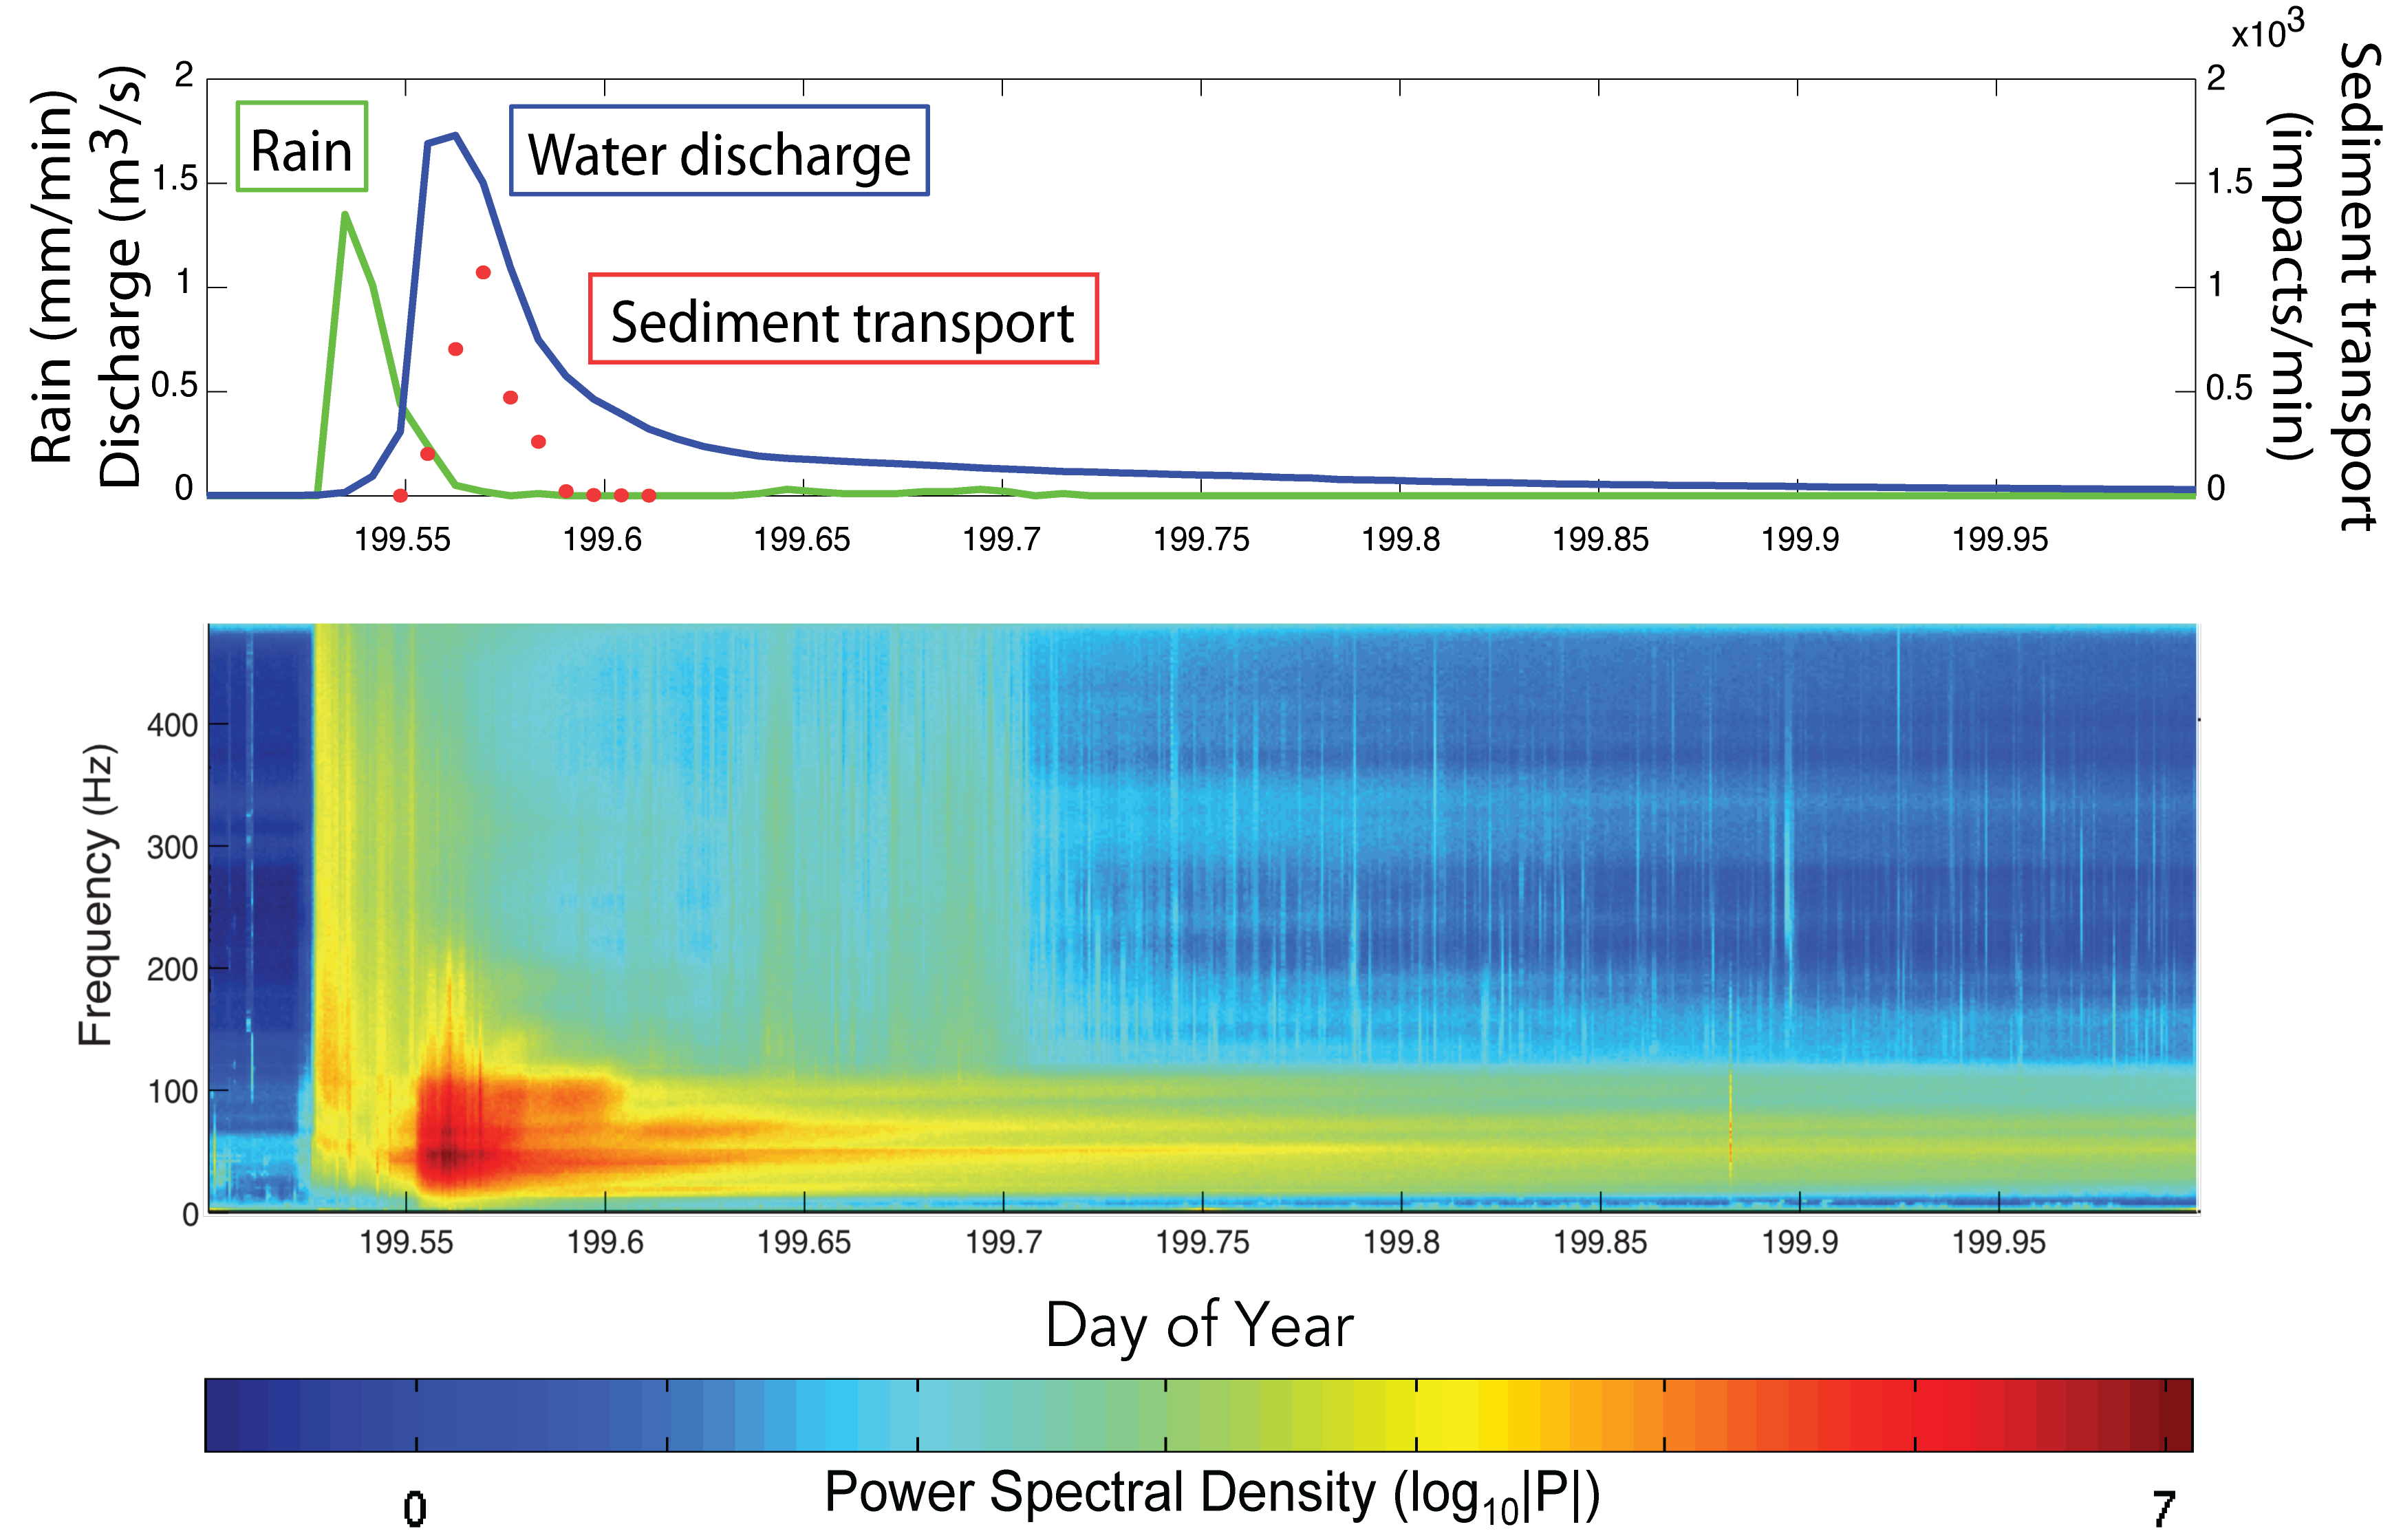 x10³
Rain (mm/min)
Discharge (m³/s)
2
1.5
1
0.5
0
Rain
Water discharge
Sediment transport
2
1.5
1
0.5
0
Sediment transport
(impacts/min)
199.55 199.6 199.65 199.7 199.75 199.8 199.85 199.9 199.95
Frequency (Hz)
400
300
200
100
0
199.55 199.6 199.65 199.7 199.75 199.8 199.85 199.9 199.95
Day of Year
Power Spectral Density (log₁₀|P|)
0 7